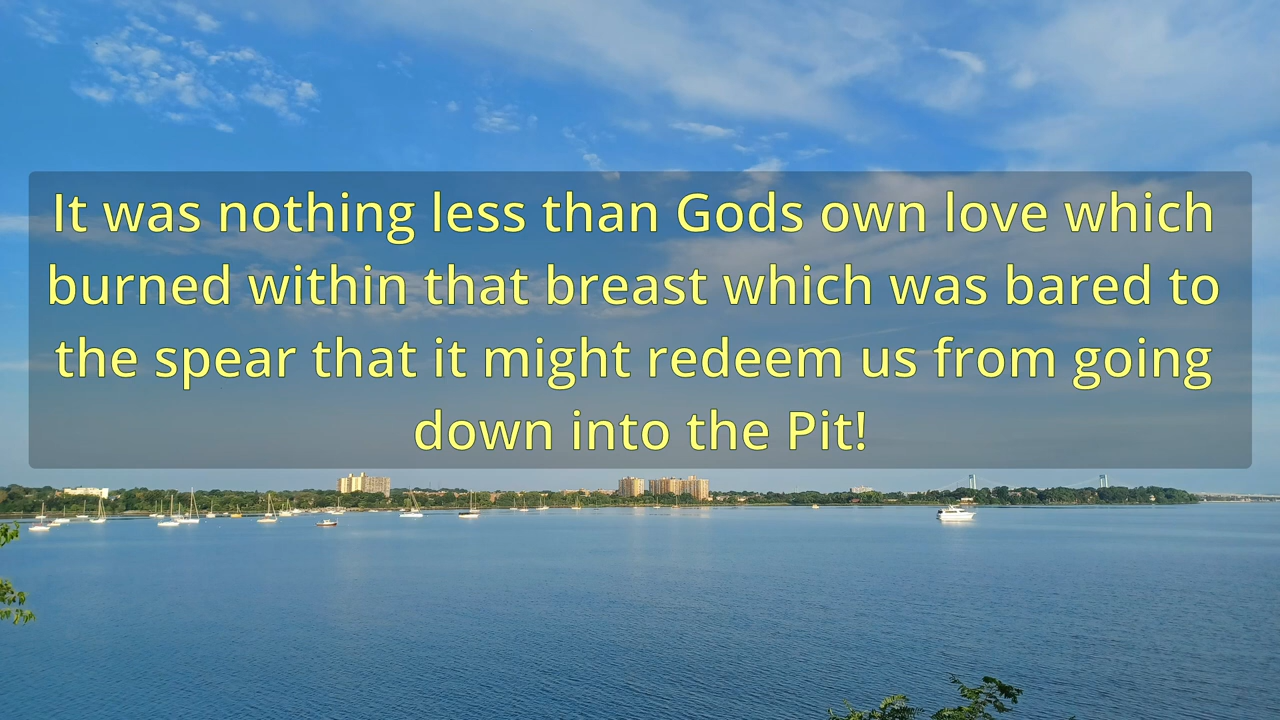 It was nothing less than Gods own love which
burned within that breast which was bared to
the spear that it might redeem us from going
down into the Pit!